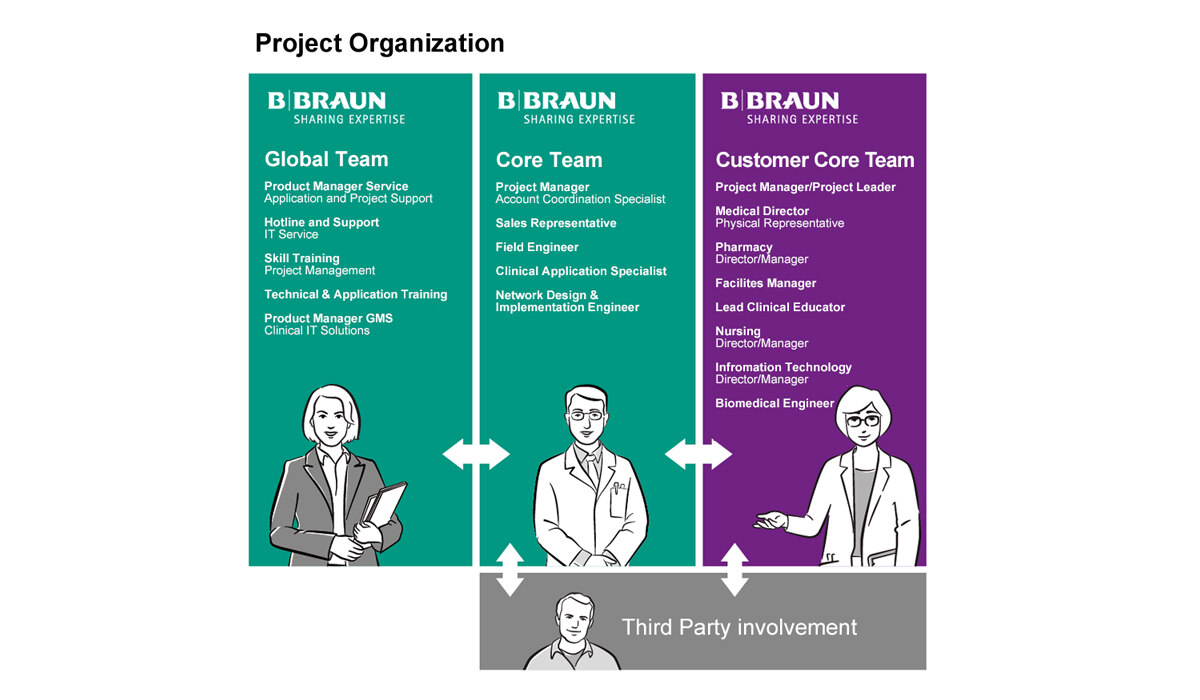 Project Organization
B BRAUN
SHARING EXPERTISE
Global Team
Product Manager Service
Application and Project Support
Hotline and Support
IT Service
Skill Training
Project Management
Technical & Application Training
Product Manager GMS
Clinical IT Solutions
B BRAUN
SHARING EXPERTISE
Core Team
Project Manager
Account Coordination Specialist
Sales Representative
Field Engineer
Clinical Application Specialist
Network Design &
Implementation Engineer
B BRAUN
SHARING EXPERTISE
Customer Core Team
Project Manager/Project Leader
Medical Director
Physical Representative
Pharmacy
Director/Manager
Facilites Manager
Lead Clinical Educator
Nursing
Director/Manager
Infromation Technology
Director/Manager
Biomedical Engineer
Third Party involvement